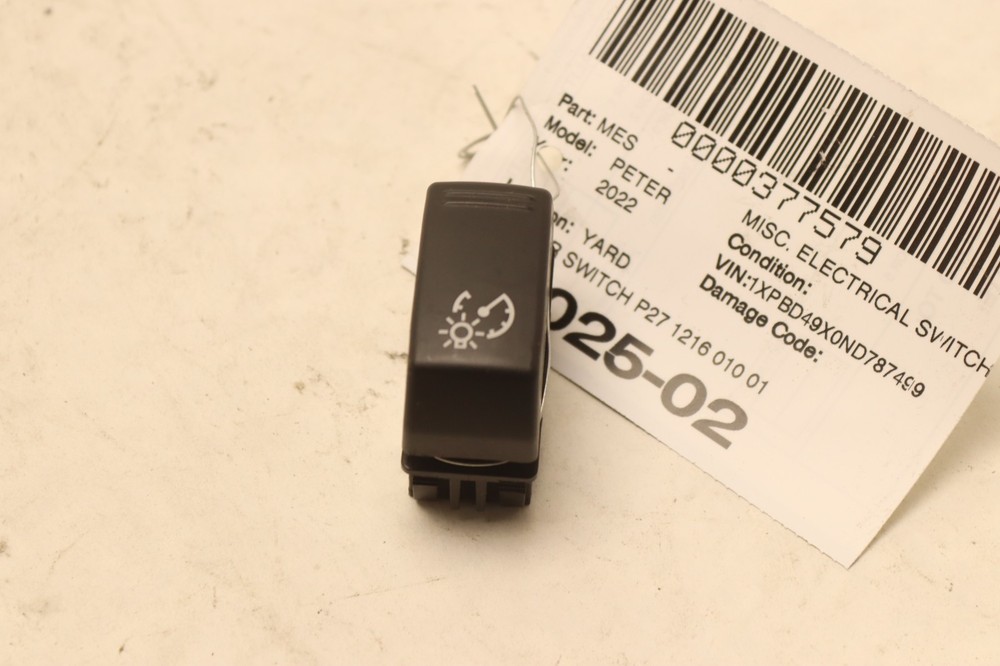 0000377579
Part: MES -
MISC. ELECTRICAL SWITCH
Model: PETER
Condition:
2022
VIN:1XPBD49X0ND787499
Damage Code:
YARD
SWITCH P27 1216 010 01
025-02